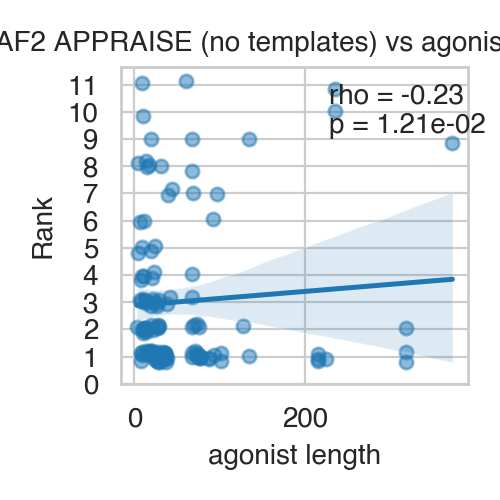 AF2 APPRAISE (no templates) vs agonis
rho = -0.23
p = 1.21e-02
11
10
9
8
7
6
5
4
3
2
1
0
Rank
0 200
agonist length